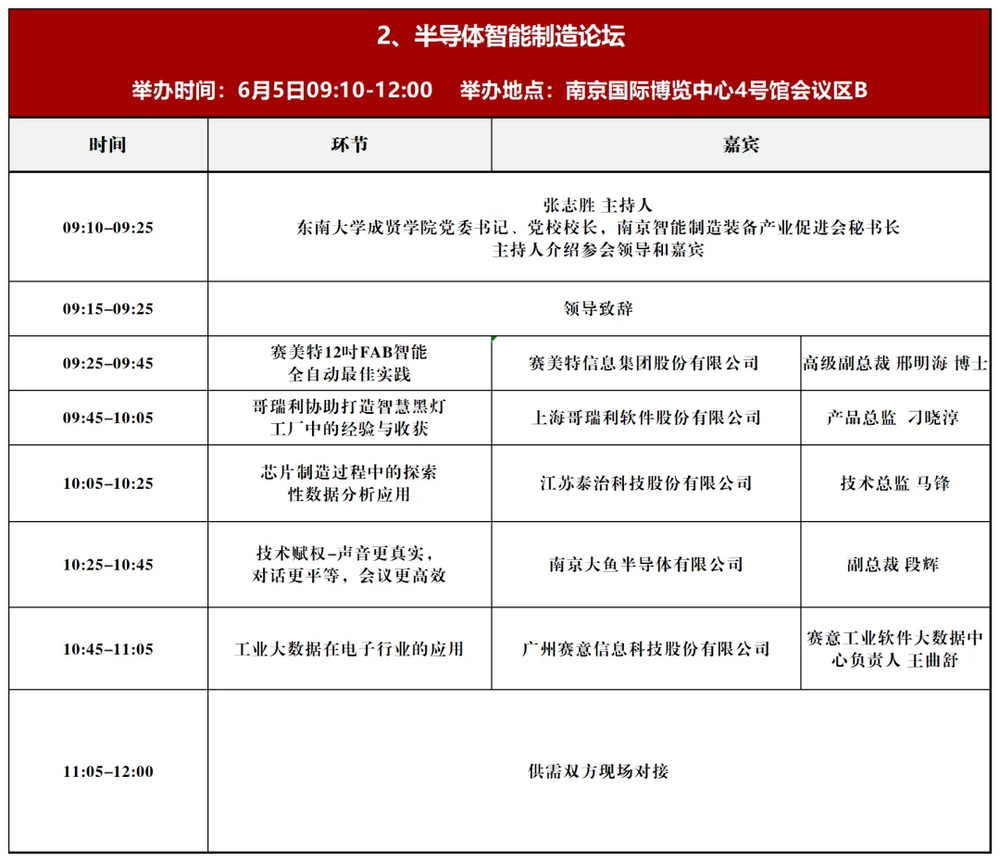 2、半导体智能制造论坛
举办时间：6月5日09:10-12:00 举办地点：南京国际博览中心4号馆会议区B
时间 环节 嘉宾
09:10-09:25
张志胜 主持人
东南大学成贤学院党委书记、党校校长，南京智能制造装备产业促进会秘书长
主持人介绍参会领导和嘉宾
09:15-09:25 领导致辞
09:25-09:45
赛美特12吋FAB智能
全自动最佳实践
赛美特信息集团股份有限公司
高级副总裁 邢明海 博士
09:45-10:05
哥瑞利协助打造智慧黑灯
工厂中的经验与收获
上海哥瑞利软件股份有限公司
产品总监 刁晓淳
10:05-10:25
芯片制造过程中的探索
性数据分析应用
江苏泰治科技股份有限公司
技术总监 马锋
10:25-10:45
技术赋权-声音更真实，
对话更平等，会议更高效
南京大鱼半导体有限公司
副总裁 段辉
10:45-11:05
工业大数据在电子行业的应用
广州赛意信息科技股份有限公司
赛意工业软件大数据中
心负责人 王曲舒
11:05-12:00
供需双方现场对接